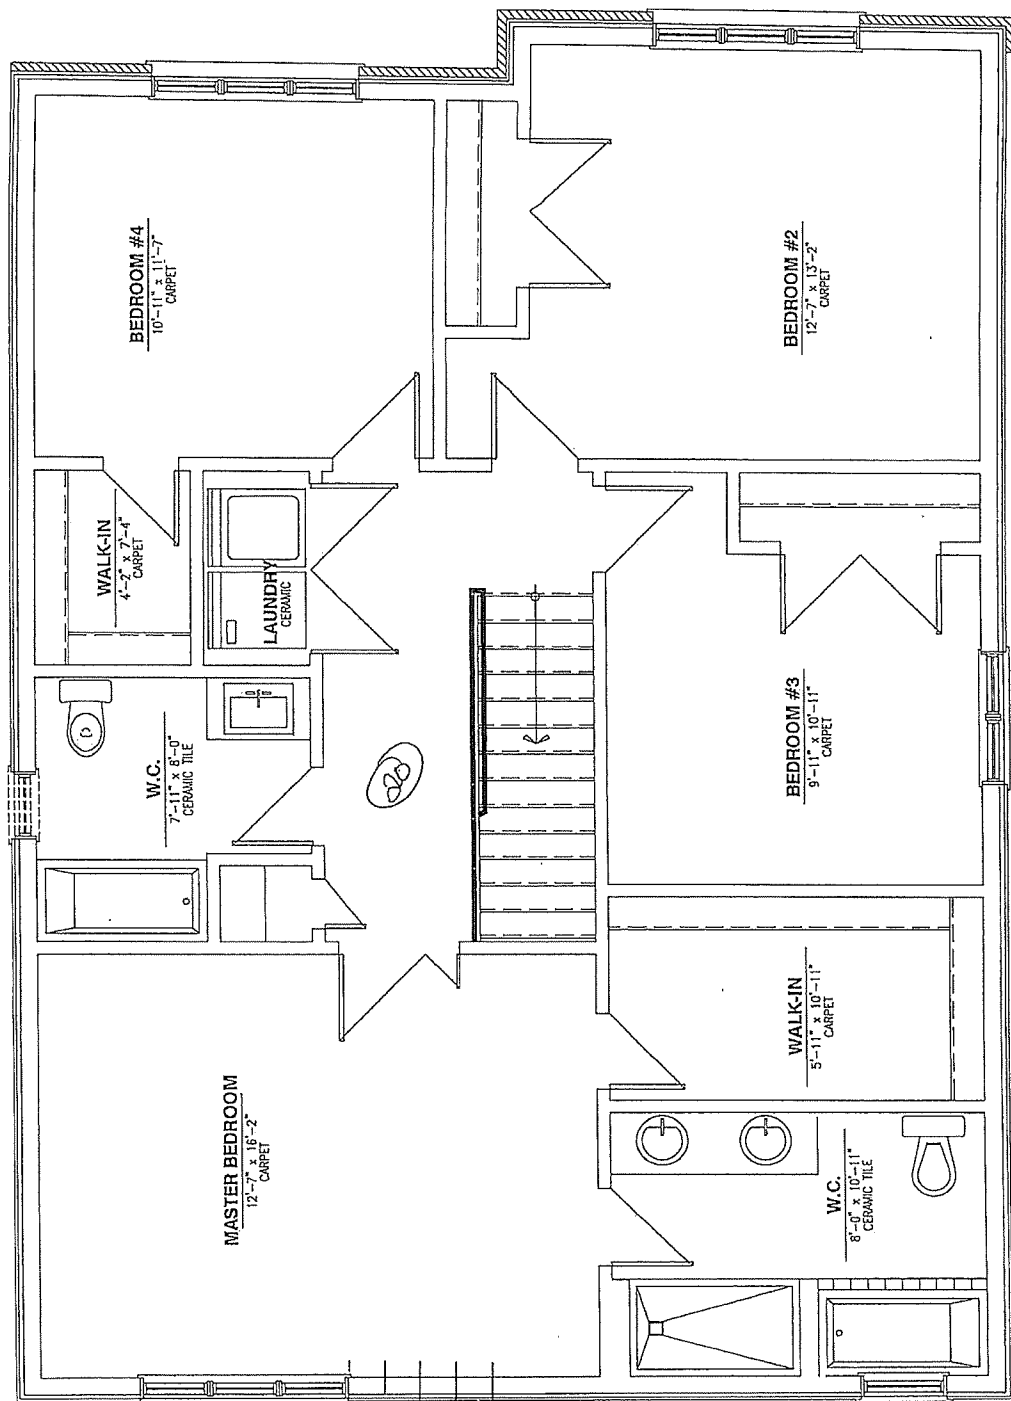 BEDROOM #4
10'-11" x 11'-7"
CARPET
BEDROOM #2
12'-7" x 13'-2"
CARPET
WALK-IN
4'-2" x 7'-4"
CARPET
LAUNDRY
CERAMIC
W.C.
7'-11" x 8'-0"
CERAMIC TILE
BEDROOM #3
9'-11" x 10'-11"
CARPET
MASTER BEDROOM
12'-7" x 16'-2"
CARPET
WALK-IN
5'-11" x 10'-11"
CARPET
W.C.
8'-0" x 10'-11"
CERAMIC TILE